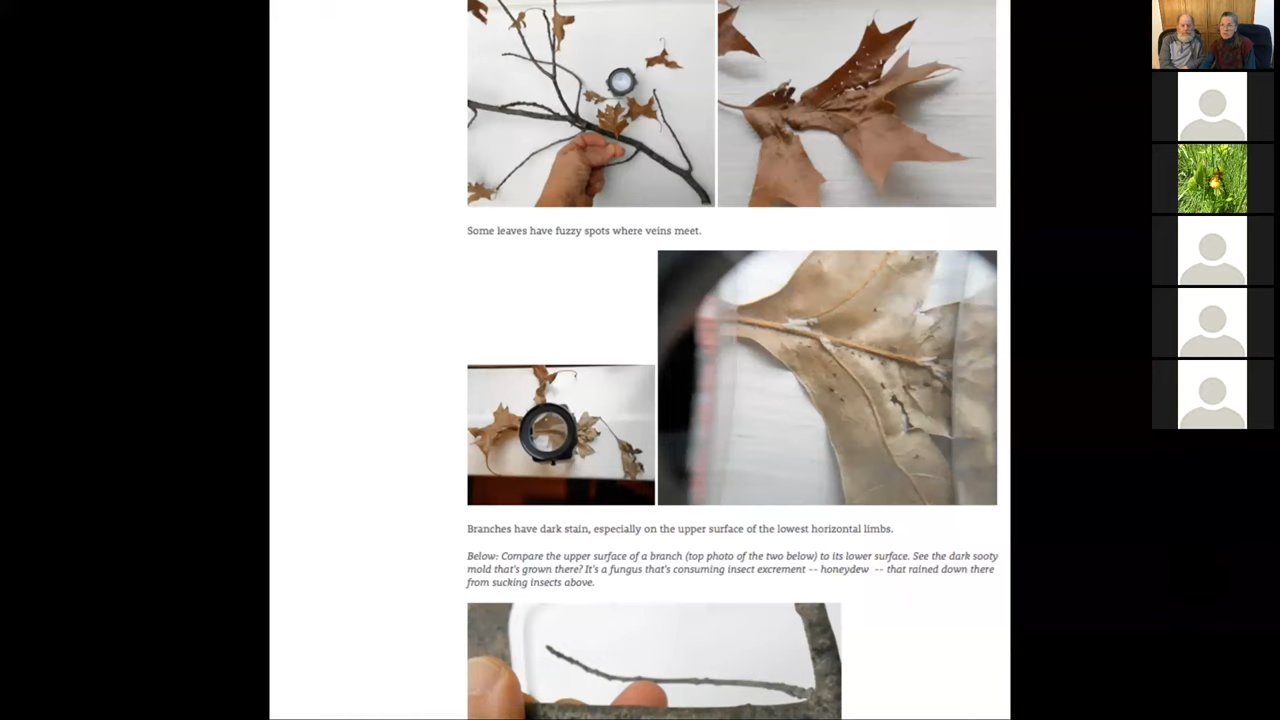 Some leaves have fuzzy spots where veins meet.
Branches have dark stain, especially on the upper surface of the lowest horizontal limbs.
Below: Compare the upper surface of a branch (top photo of the two below) to its lower surface. See the dark sooty
mold that's grown there? It's a fungus that's consuming insect excrement -- honeydew -- that rained down there
from sucking insects above.